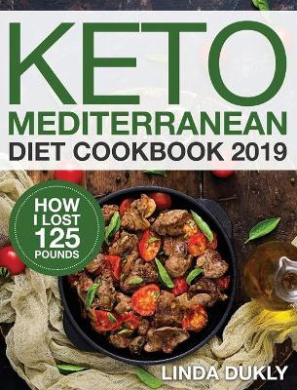 KETO
MEDITERRANEAN
DIET COOKBOOK 2019
HOW
I LOST
125
POUNDS
LINDA DUKLY